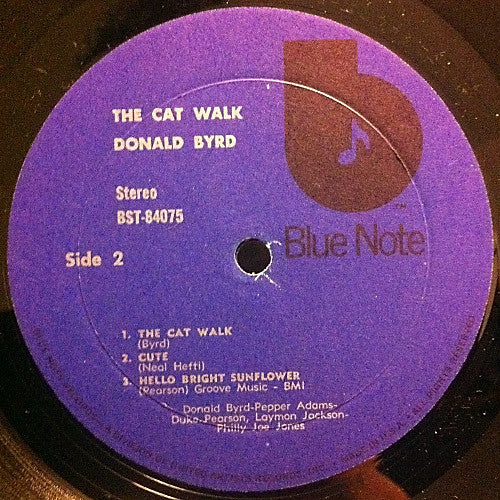 THE CAT WALK
DONALD BYRD
Stereo
BST-84075
Side 2
TM
Blue Note
1. THE CAT WALK
(Byrd)
2. CUTE
(Neal Hefti)
3. HELLO BRIGHT SUNFLOWER
(Pearson) Groove Music - BMI
Donald Byrd-Pepper Adams-
Duke Pearson, Laymon Jackson-
Philly Joe Jones